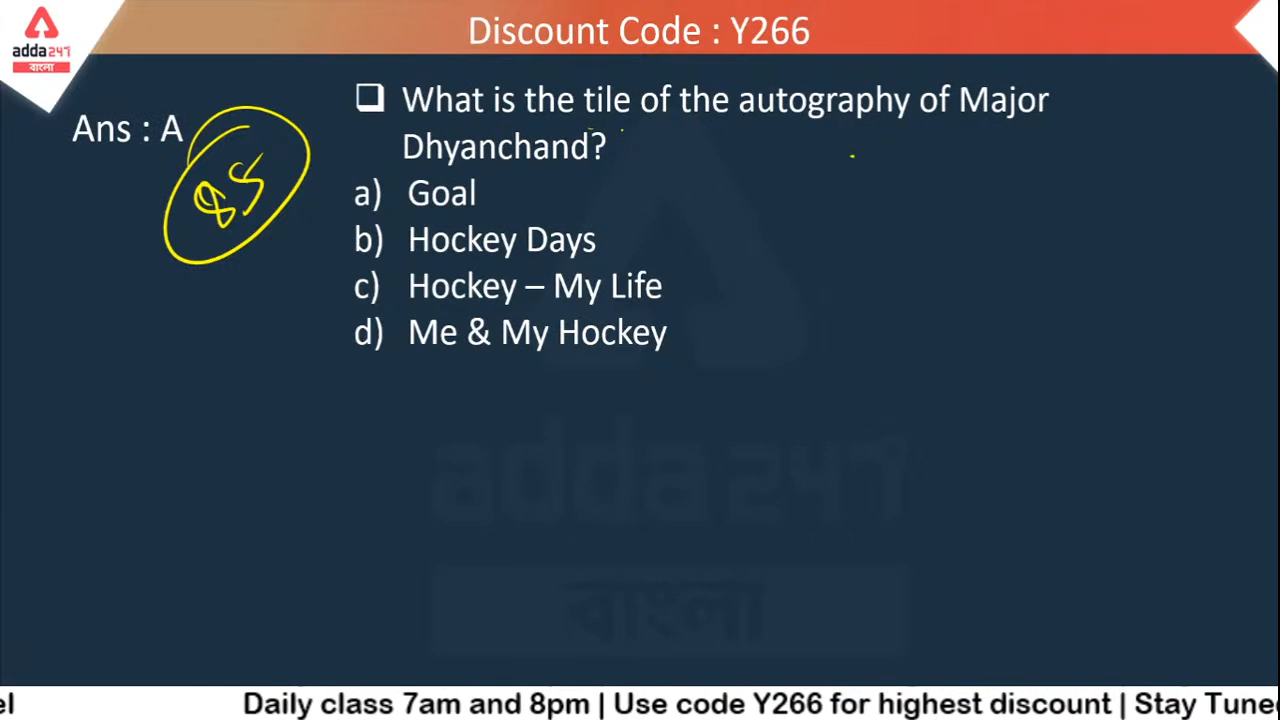 Discount Code : Y266
adda247
বাংলা
Ans : A
85
❑ What is the tile of the autography of Major
Dhyanchand?
a) Goal
b) Hockey Days
c) Hockey – My Life
d) Me & My Hockey
adda247
বাংলা
el Daily class 7am and 8pm | Use code Y266 for highest discount | Stay Tune